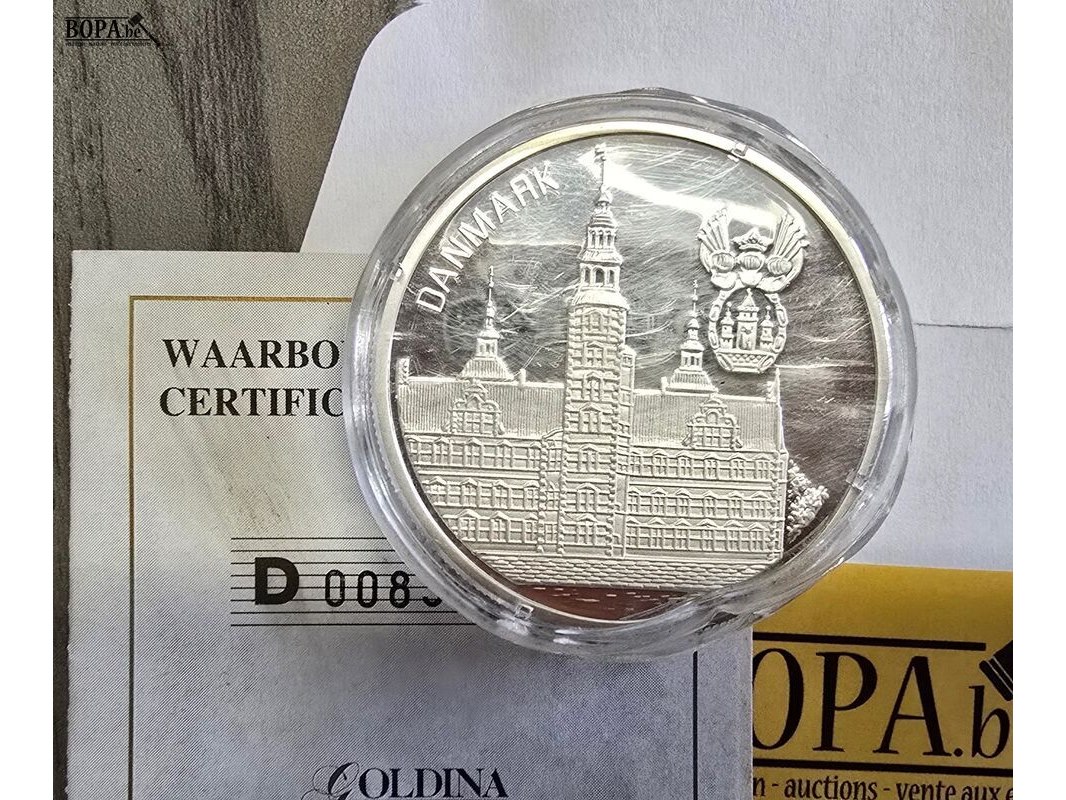 BOPA.be
DANMARK
WAARBO
CERTIFIC
D 008
GOLDINA
OPA.b
n - auctions - vente aux e